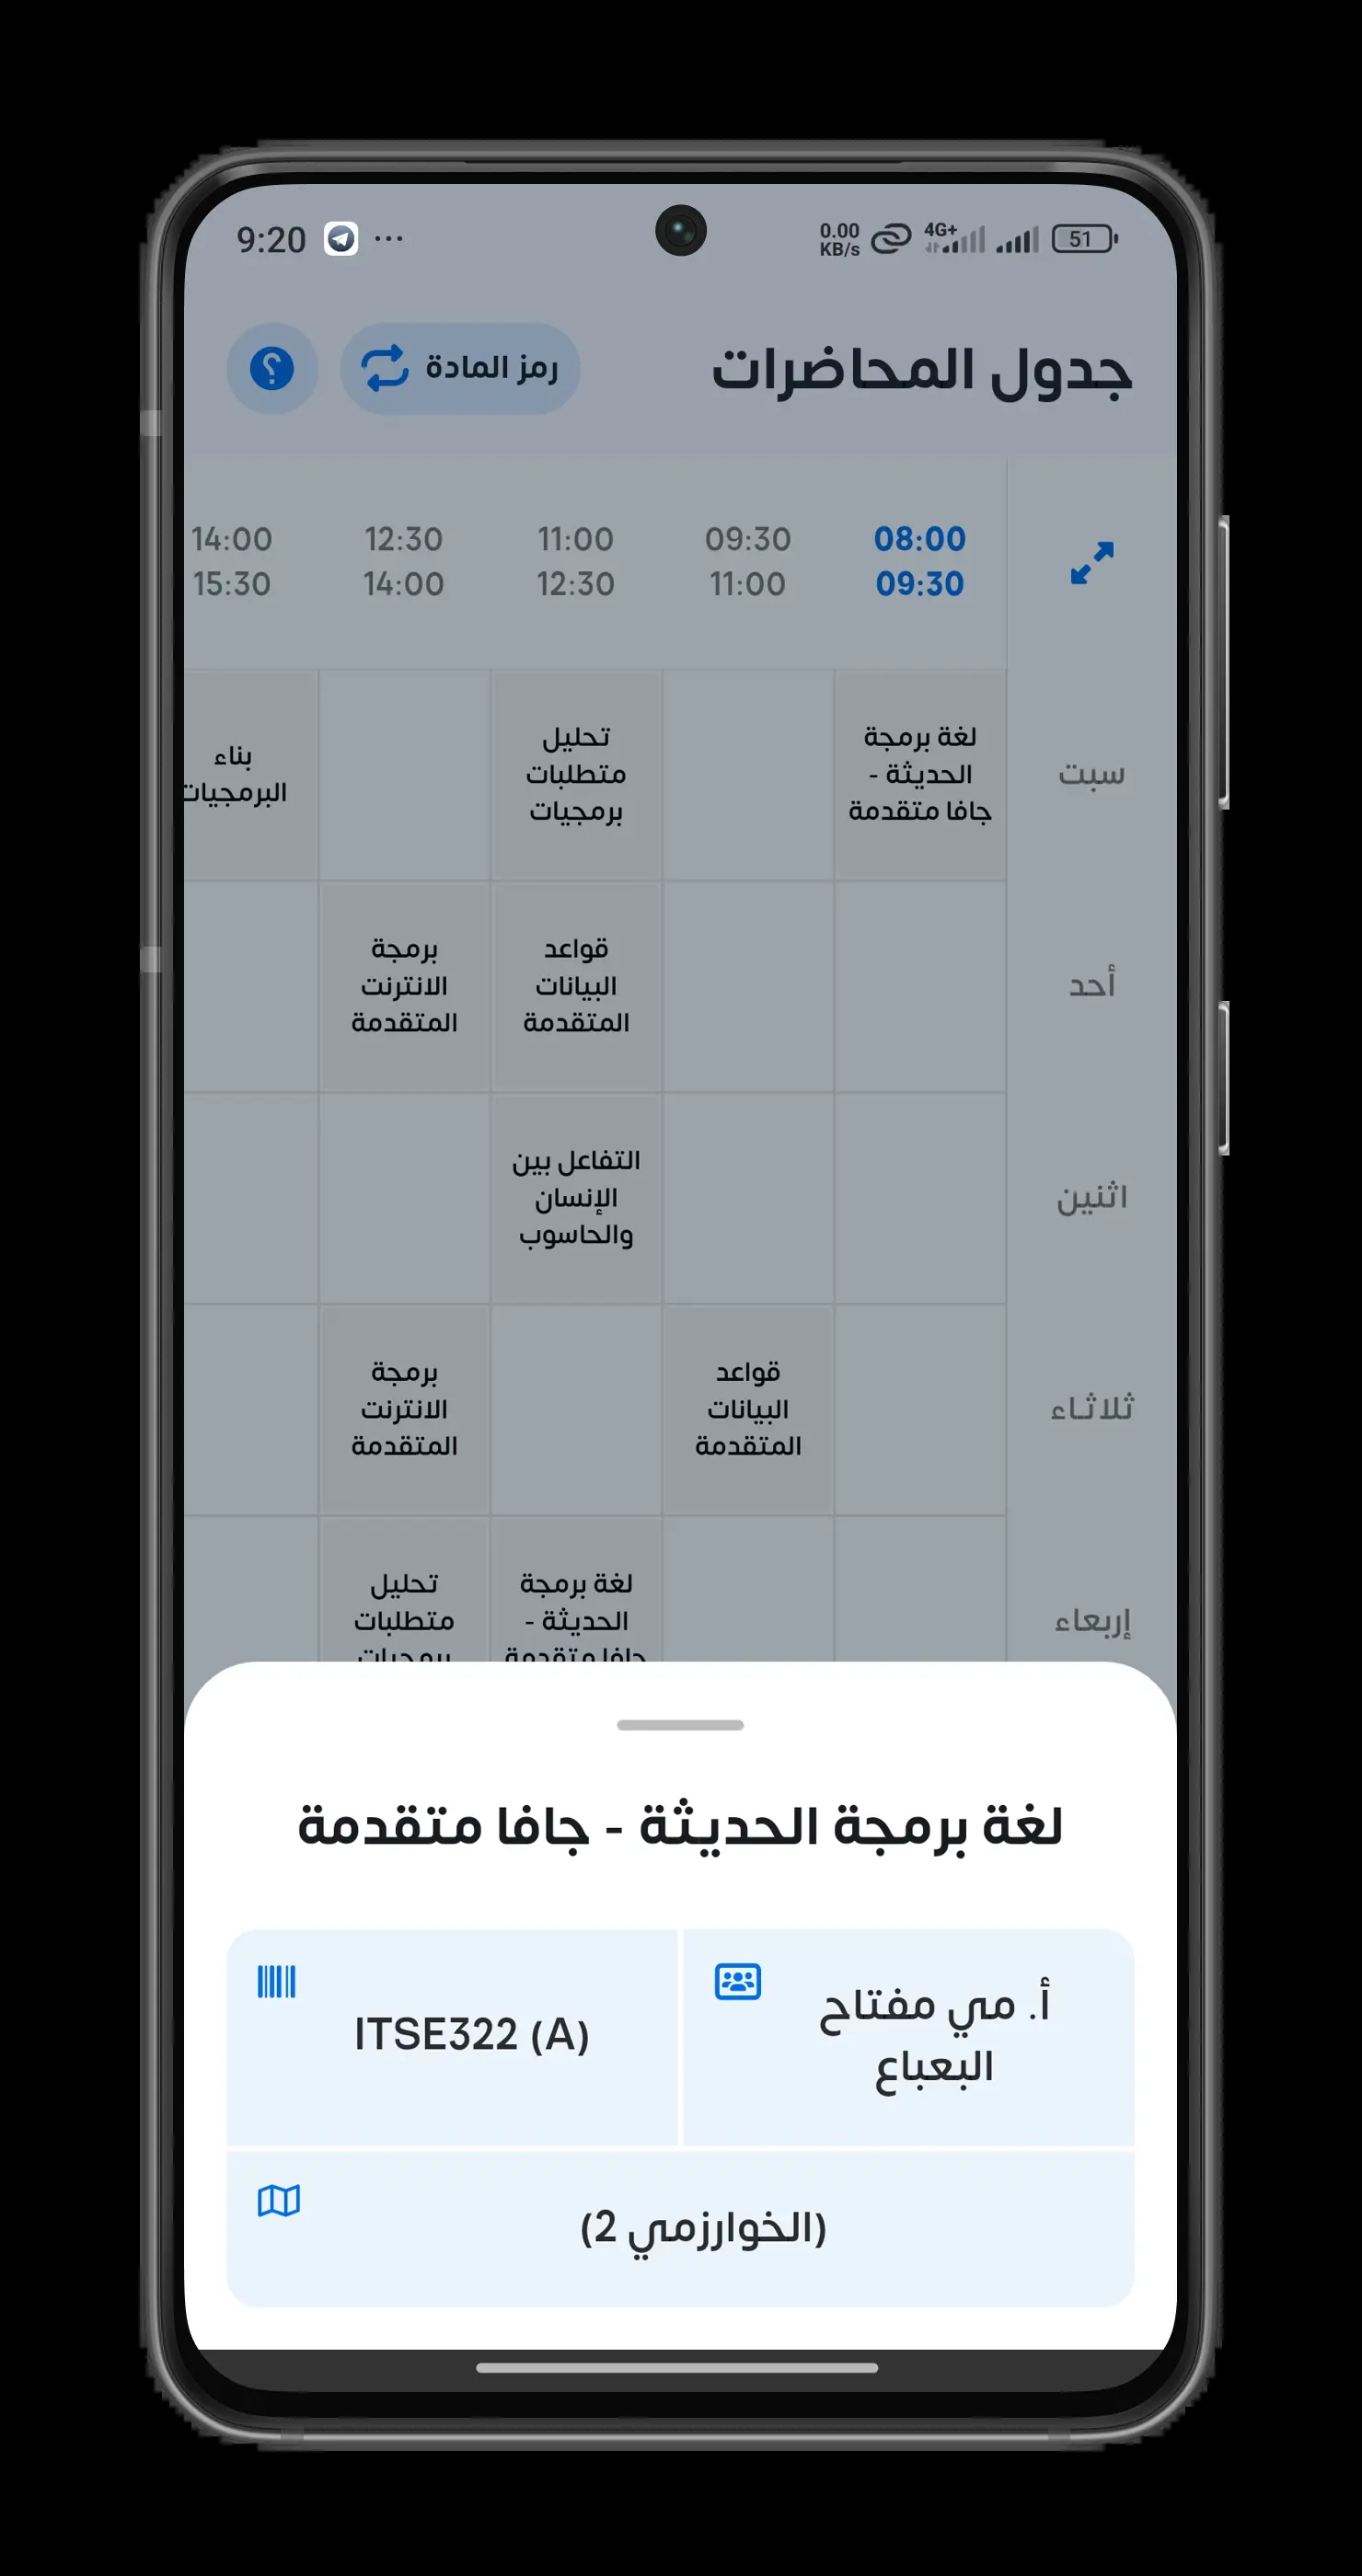 9:20 ...
0.00 KB/s 4G+ 51
جدول المحاضرات
رمز المادة
؟
08:00 09:30 11:00 12:30 14:00
09:30 11:00 12:30 14:00 15:30
سبت
لغة برمجة
الحديثة -
جافا متقدمة
تحليل
متطلبات
برمجيات
بناء
البرمجيات
أحد
قواعد
البيانات
المتقدمة
برمجة
الانترنت
المتقدمة
اثنين
التفاعل بين
الإنسان
والحاسوب
ثلاثاء
قواعد
البيانات
المتقدمة
برمجة
الانترنت
المتقدمة
إربعاء
لغة برمجة
الحديثة -
جافا متقدمة
تحليل
متطلبات
برمجيات
لغة برمجة الحديثة - جافا متقدمة
أ. مي مفتاح
البعباع
ITSE322 (A)
(الخوارزمي 2)